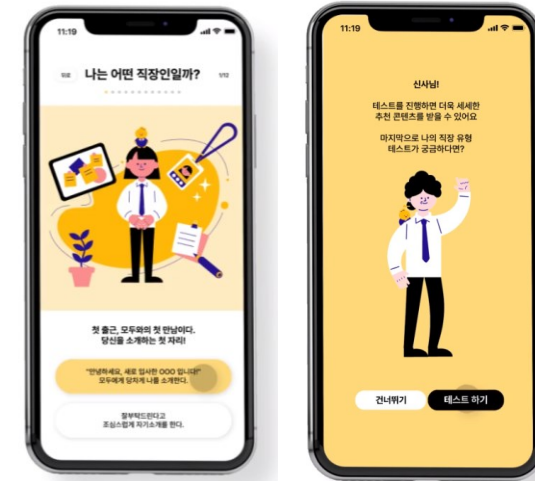 11:19
뒤로
나는 어떤 직장인일까?
1/12
첫 출근, 모두와의 첫 만남이다.
당신을 소개하는 첫 자리!
"안녕하세요, 새로 입사한 OOO 입니다!"
모두에게 당차게 나를 소개한다.
잘부탁드린다고
조심스럽게 자기소개를 한다.
11:19
신사님!
테스트를 진행하면 더욱 세세한
추천 콘텐츠를 받을 수 있어요
마지막으로 나의 직장 유형
테스트가 궁금하다면?
건너뛰기
테스트 하기